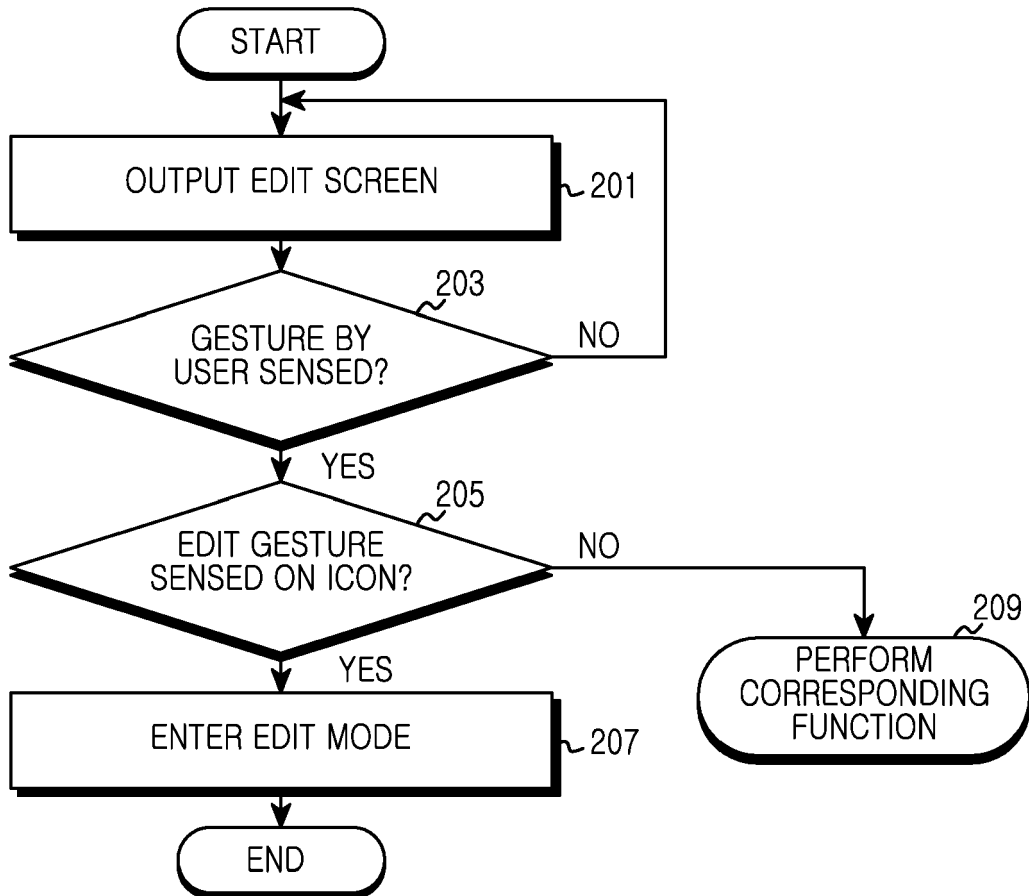 START
OUTPUT EDIT SCREEN
201
203
GESTURE BY
USER SENSED?
NO
YES
205
EDIT GESTURE
SENSED ON ICON?
NO
209
YES
PERFORM
CORRESPONDING
FUNCTION
ENTER EDIT MODE
207
END